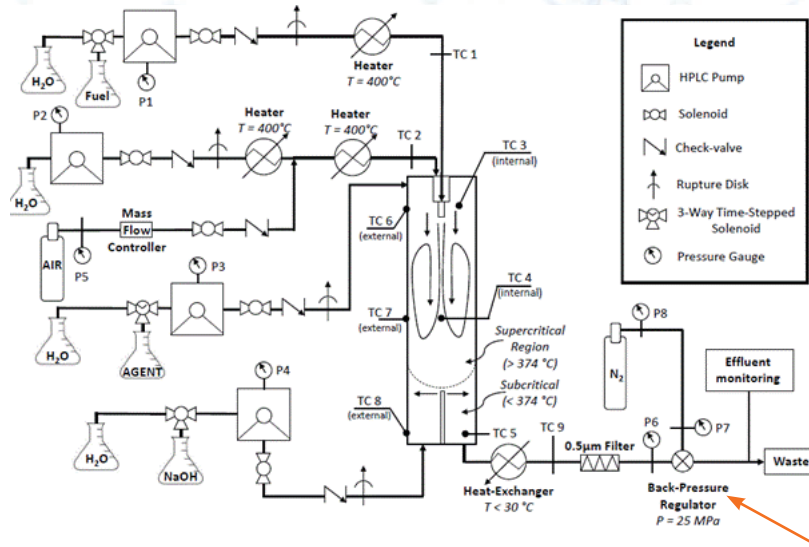 H₂O
Fuel
P1
Heater
T = 400°C
TC 1
Legend
HPLC Pump
Solenoid
Check-valve
Rupture Disk
3-Way Time-Stepped
Solenoid
Pressure Gauge
P2
H₂O
Heater
T = 400°C
Heater
T = 400°C
TC 2
TC 3
(internal)
TC 6
(external)
Mass
Flow
Controller
AIR
P5
P3
H₂O
AGENT
TC 4
(internal)
TC 7
(external)
Supercritical
Region
(> 374 °C)
Subcritical
(< 374 °C)
P4
H₂O
NaOH
TC 8
(external)
TC 5
TC 9
Heat-Exchanger
T < 30 °C
0.5µm Filter
P8
N₂
P6
P7
Effluent
monitoring
Waste
Back-Pressure
Regulator
P = 25 MPa